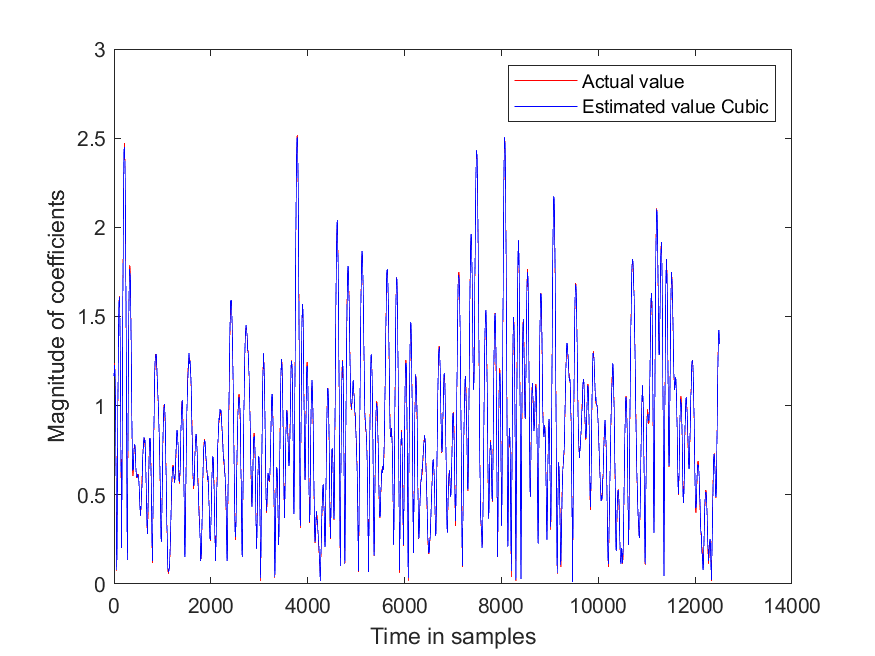 3
2.5
2
1.5
1
0.5
0
Magnitude of coefficients
Actual value
Estimated value Cubic
0 2000 4000 6000 8000 10000 12000 14000
Time in samples